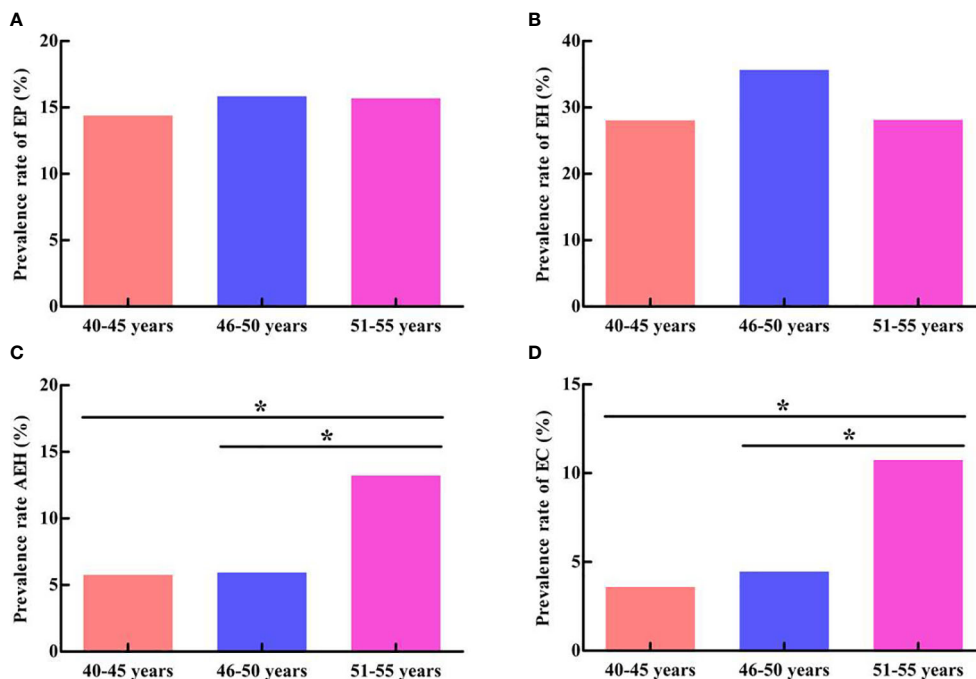 A
Prevalence rate of EP (%)
20
15
10
5
0
40-45 years 46-50 years 51-55 years
B
Prevalence rate of EH (%)
40
30
20
10
0
40-45 years 46-50 years 51-55 years
C
Prevalence rate AEH (%)
20
15
10
5
0
*
*
40-45 years 46-50 years 51-55 years
D
Prevalence rate of EC (%)
15
10
5
0
*
*
40-45 years 46-50 years 51-55 years